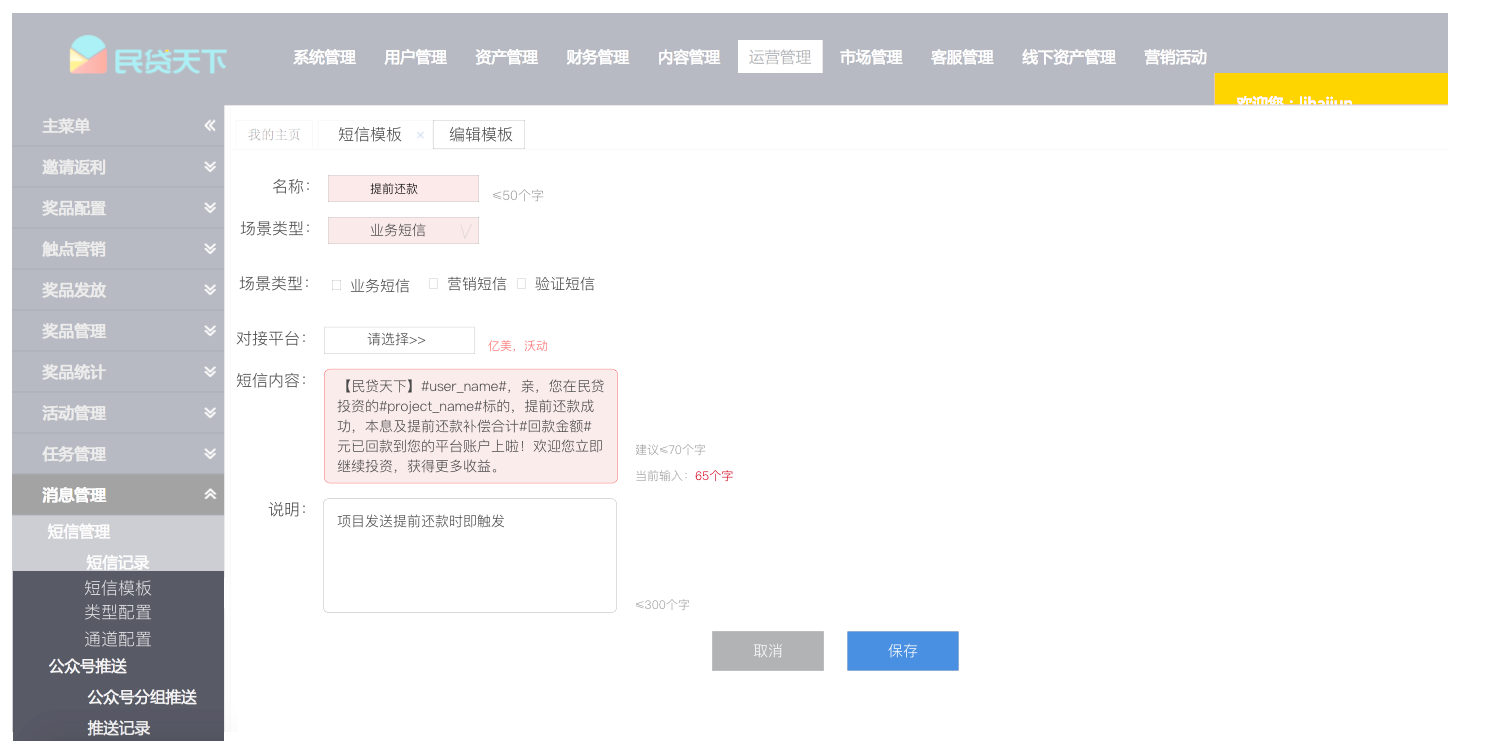 民贷天下
系统管理 用户管理 资产管理 财务管理 内容管理 运营管理 市场管理 客服管理 线下资产管理 营销活动
欢迎您：lihaijun
主菜单
邀请返利
奖品配置
触点营销
奖品发放
奖品管理
奖品统计
活动管理
任务管理
消息管理
短信管理
短信记录
短信模板
类型配置
通道配置
公众号推送
公众号分组推送
推送记录
我的主页 短信模板 × 编辑模板
名称： 提前还款 ≤50个字
场景类型： 业务短信
场景类型： 业务短信 营销短信 验证短信
对接平台： 请选择>> 亿美，沃动
短信内容：
【民贷天下】#user_name#，亲，您在民贷
投资的#project_name#标的，提前还款成
功，本息及提前还款补偿合计#回款金额#
元已回款到您的平台账户上啦！欢迎您立即
继续投资，获得更多收益。
建议≤70个字
当前输入：65个字
说明：
项目发送提前还款时即触发
≤300个字
取消 保存